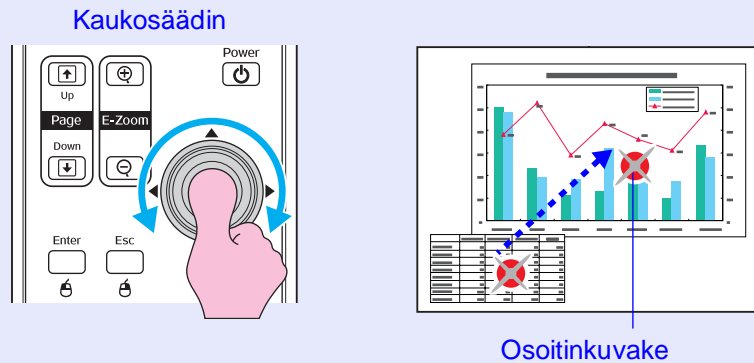 Kaukosäädin
Power
Up
Page
E-Zoom
Down
Enter
Esc
Osoitinkuvake